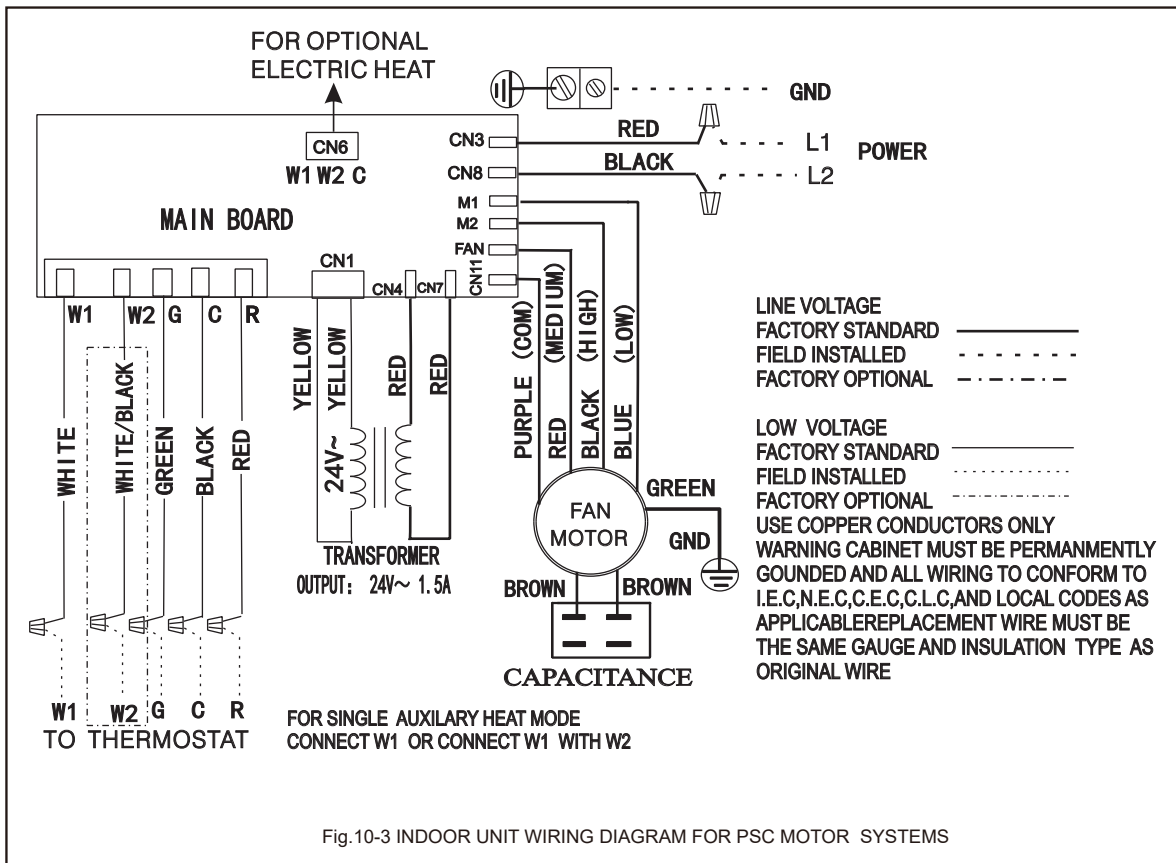 FOR OPTIONAL
ELECTRIC HEAT
GND
RED
L1
POWER
BLACK
L2
CN3
CN8
M1
M2
FAN
CN11
CN6
W1 W2 C
MAIN BOARD
CN1
CN4
CN7
W1
W2
G
C
R
WHITE
WHITE/BLACK
GREEN
BLACK
RED
YELLOW
YELLOW
RED
RED
24V~
TRANSFORMER
OUTPUT: 24V~ 1.5A
PURPLE (COM)
RED (MEDIUM)
BLACK (HIGH)
BLUE (LOW)
FAN
MOTOR
GREEN
GND
BROWN
BROWN
CAPACITANCE
W1
W2
G
C
R
TO THERMOSTAT
FOR SINGLE AUXILARY HEAT MODE
CONNECT W1 OR CONNECT W1 WITH W2
LINE VOLTAGE
FACTORY STANDARD
FIELD INSTALLED
FACTORY OPTIONAL
LOW VOLTAGE
FACTORY STANDARD
FIELD INSTALLED
FACTORY OPTIONAL
USE COPPER CONDUCTORS ONLY
WARNING CABINET MUST BE PERMANMENTLY
GOUNDED AND ALL WIRING TO CONFORM TO
I.E.C,N.E.C,C.E.C,C.L.C,AND LOCAL CODES AS
APPLICABLEREPLACEMENT WIRE MUST BE
THE SAME GAUGE AND INSULATION TYPE AS
ORIGINAL WIRE
Fig.10-3 INDOOR UNIT WIRING DIAGRAM FOR PSC MOTOR SYSTEMS